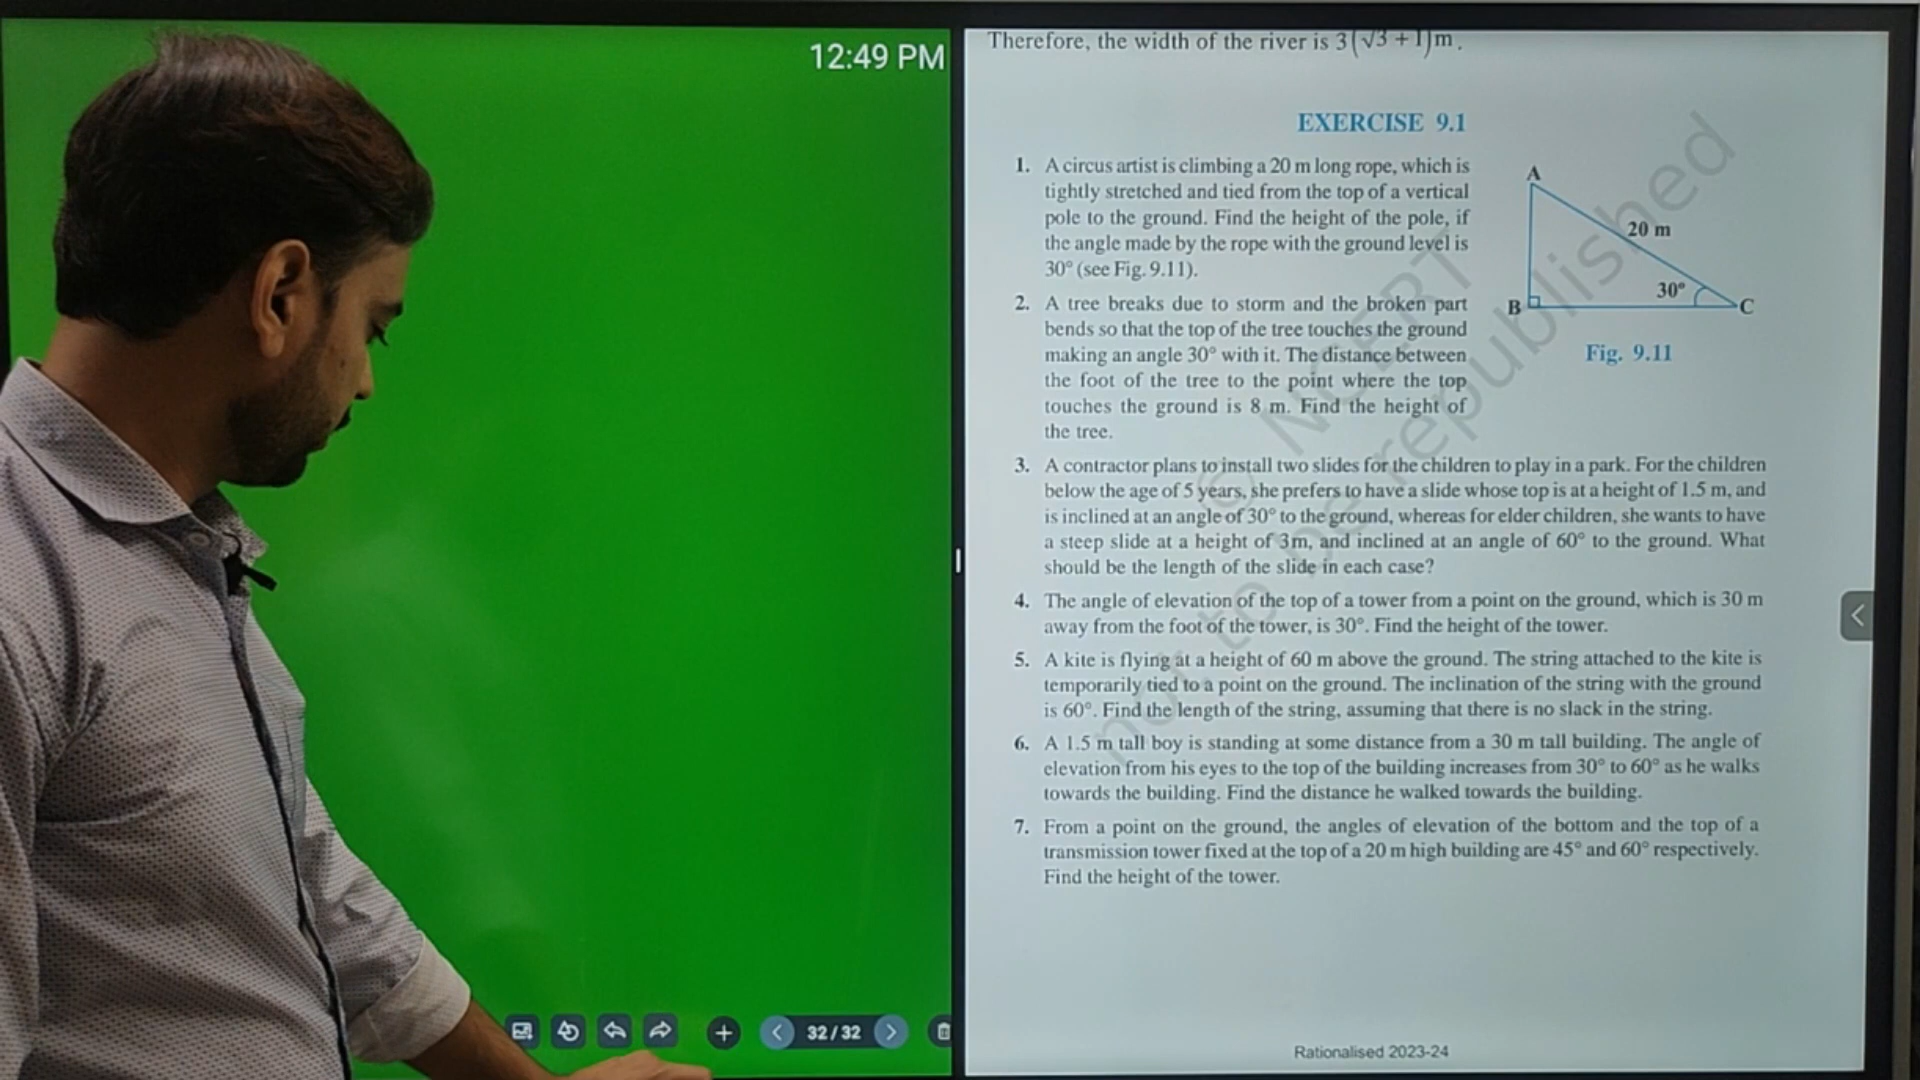 12:49 PM
Therefore, the width of the river is 3(√3 + 1)m.
EXERCISE 9.1
1. A circus artist is climbing a 20 m long rope, which is
tightly stretched and tied from the top of a vertical
pole to the ground. Find the height of the pole, if
the angle made by the rope with the ground level is
30° (see Fig. 9.11).
A
20 m
30°
B
C
Fig. 9.11
2. A tree breaks due to storm and the broken part
bends so that the top of the tree touches the ground
making an angle 30° with it. The distance between
the foot of the tree to the point where the top
touches the ground is 8 m. Find the height of
the tree.
3. A contractor plans to install two slides for the children to play in a park. For the children
below the age of 5 years, she prefers to have a slide whose top is at a height of 1.5 m, and
is inclined at an angle of 30° to the ground, whereas for elder children, she wants to have
a steep slide at a height of 3m, and inclined at an angle of 60° to the ground. What
should be the length of the slide in each case?
4. The angle of elevation of the top of a tower from a point on the ground, which is 30 m
away from the foot of the tower, is 30°. Find the height of the tower.
5. A kite is flying at a height of 60 m above the ground. The string attached to the kite is
temporarily tied to a point on the ground. The inclination of the string with the ground
is 60°. Find the length of the string, assuming that there is no slack in the string.
6. A 1.5 m tall boy is standing at some distance from a 30 m tall building. The angle of
elevation from his eyes to the top of the building increases from 30° to 60° as he walks
towards the building. Find the distance he walked towards the building.
7. From a point on the ground, the angles of elevation of the bottom and the top of a
transmission tower fixed at the top of a 20 m high building are 45° and 60° respectively.
Find the height of the tower.
© NCERT
not to be republished
32/32
Rationalised 2023-24